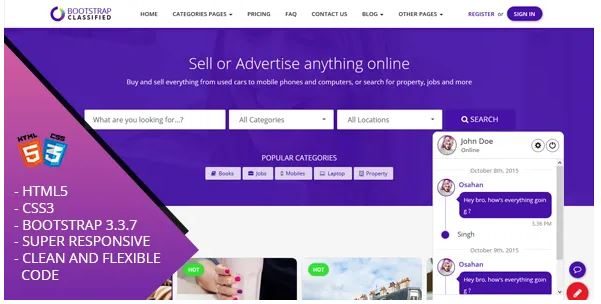 BOOTSTRAP
CLASSIFIED
HOME CATEGORIES PAGES PRICING FAQ CONTACT US BLOG OTHER PAGES REGISTER or SIGN IN
Sell or Advertise anything online
Buy and sell everything from used cars to mobile phones and computers, or search for property, jobs and more
What are you looking for...? All Categories All Locations SEARCH
POPULAR CATEGORIES
Books Jobs Mobiles Laptop Property
HTML CSS
5 3
- HTML5
- CSS3
- BOOTSTRAP 3.3.7
- SUPER RESPONSIVE
- CLEAN AND FLEXIBLE
CODE
HOT HOT
John Doe
Online
October 8th, 2015
Osahan
Hey bro, how's everything goin
g ?
3.36 PM
Singh
October 9th, 2015
Osahan
Hey bro, how's everything goin
g ?